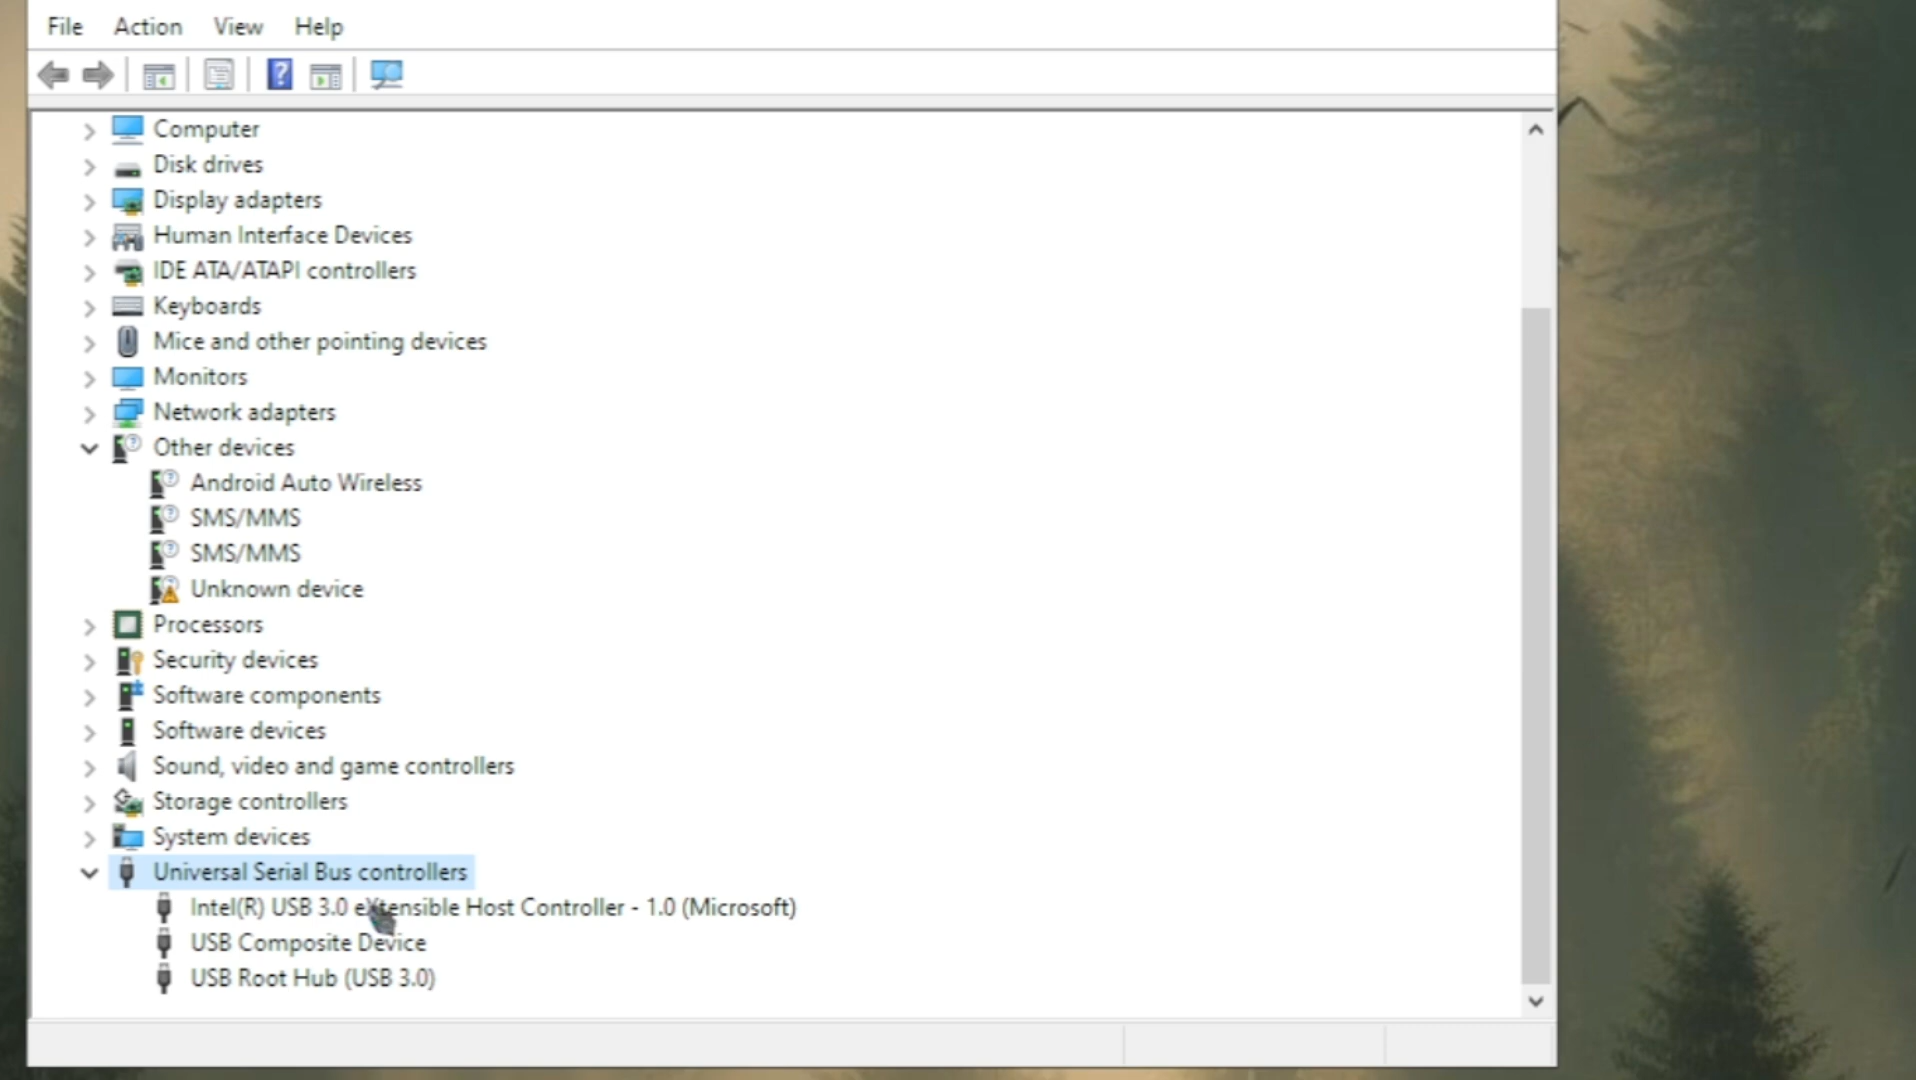 File Action View Help
Computer
Disk drives
Display adapters
Human Interface Devices
IDE ATA/ATAPI controllers
Keyboards
Mice and other pointing devices
Monitors
Network adapters
Other devices
Android Auto Wireless
SMS/MMS
SMS/MMS
Unknown device
Processors
Security devices
Software components
Software devices
Sound, video and game controllers
Storage controllers
System devices
Universal Serial Bus controllers
Intel(R) USB 3.0 eXtensible Host Controller - 1.0 (Microsoft)
USB Composite Device
USB Root Hub (USB 3.0)